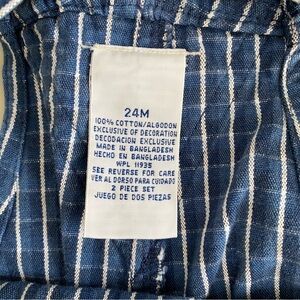 24M
100% COTTON/ALGODON
EXCLUSIVE OF DECORATION
DECODACION EXCLUSIVE
MADE IN BANGLADESH
HECHO EN BANGLADESH
WPL 11935
SEE REVERSE FOR CARE
VER AL DORSO PARA CUIDADO
2 PIECE SET
JUEGO DE DOS PIEZAS